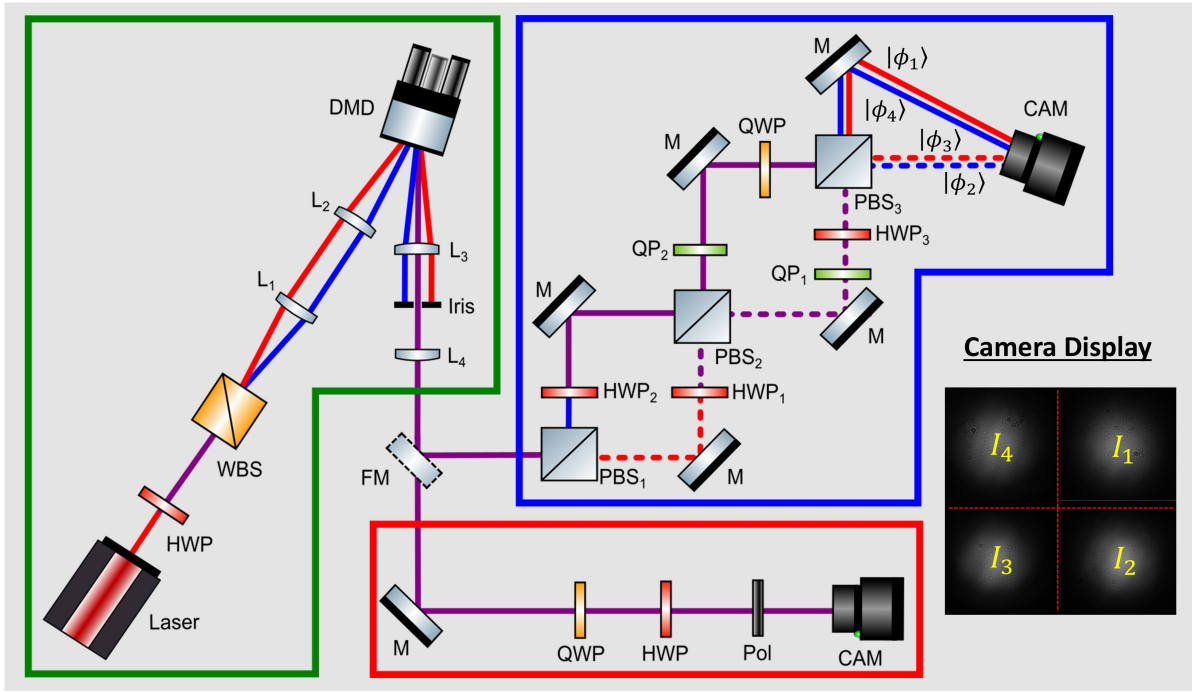 M
|ϕ₁⟩
DMD
CAM
|ϕ₄⟩
QWP
|ϕ₃⟩
M
|ϕ₂⟩
PBS₃
L₂
HWP₃
L₃
QP₂
QP₁
L₁
M
Iris
M
PBS₂
Camera Display
L₄
HWP₂
HWP₁
I₄
I₁
WBS
FM
PBS₁
M
HWP
I₃
I₂
Laser
M
QWP
HWP
Pol
CAM